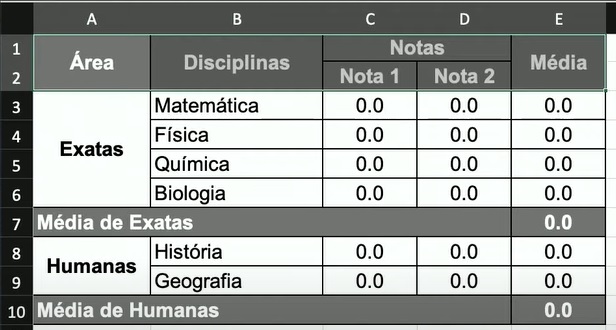 A B C D E
1 Área Disciplinas Notas Média
2 Nota 1 Nota 2
3 Exatas Matemática 0.0 0.0 0.0
4 Física 0.0 0.0 0.0
5 Química 0.0 0.0 0.0
6 Biologia 0.0 0.0 0.0
7 Média de Exatas 0.0
8 Humanas História 0.0 0.0 0.0
9 Geografia 0.0 0.0 0.0
10 Média de Humanas 0.0